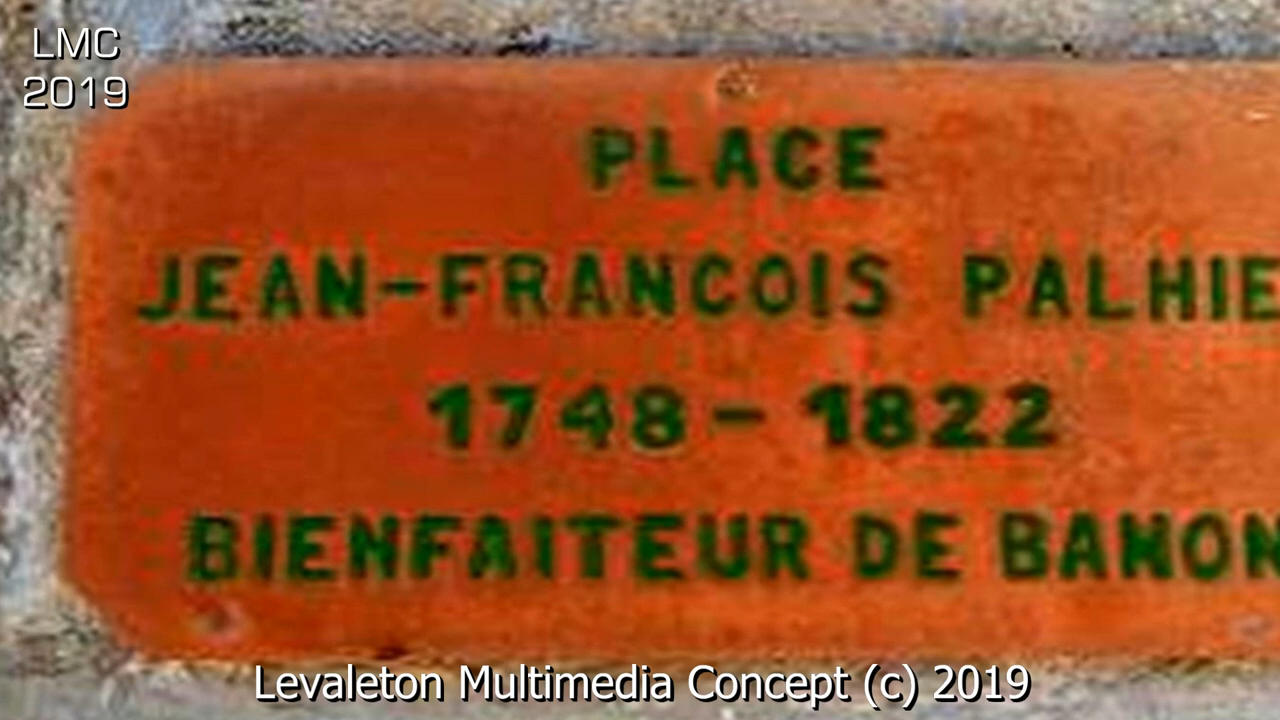 LMC
2019
PLACE
JEAN-FRANCOIS PALHIE
1748 - 1822
BIENFAITEUR DE BANON
Levaleton Multimedia Concept (c) 2019